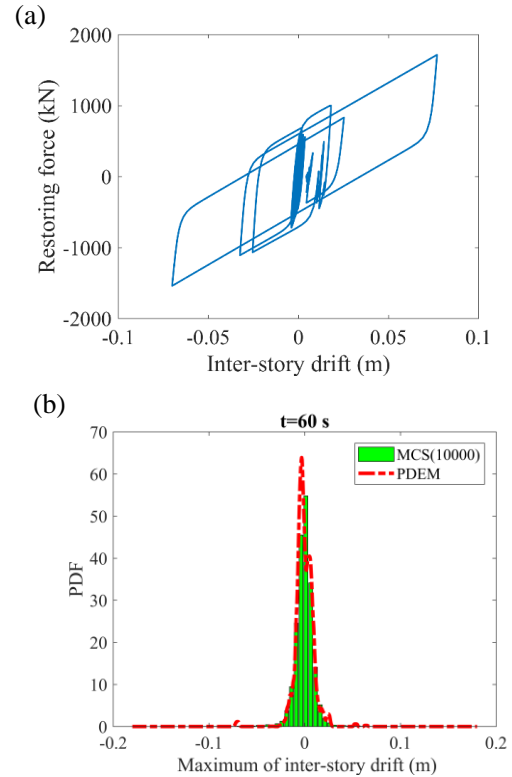 (a)
2000
1000
0
-1000
-2000
Restoring force (kN)
-0.1
-0.05
0
0.05
0.1
Inter-story drift (m)
(b)
t=60 s
70
60
50
40
30
20
10
0
PDF
MCS(10000)
PDEM
-0.2
-0.1
0
0.1
0.2
Maximum of inter-story drift (m)